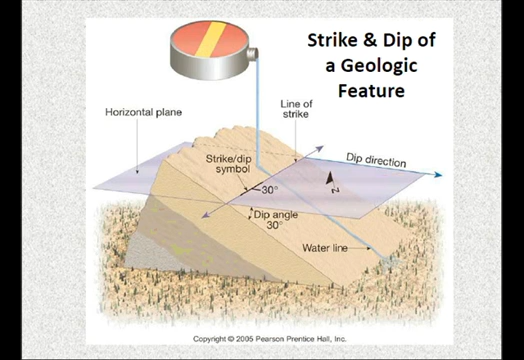 Strike & Dip of
a Geologic
Feature
Horizontal plane
Line of
strike
Dip direction
Strike/dip
symbol
30°
N
Dip angle
30°
Water line
Copyright © 2005 Pearson Prentice Hall, Inc.